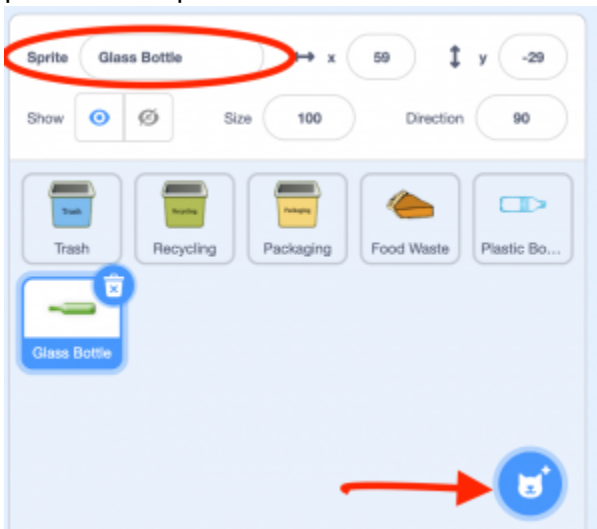 Sprite Glass Bottle x 59 y -29
Show Size 100 Direction 90
Trash Recycling Packaging
Trash Recycling Packaging Food Waste Plastic Bo...
Glass Bottle